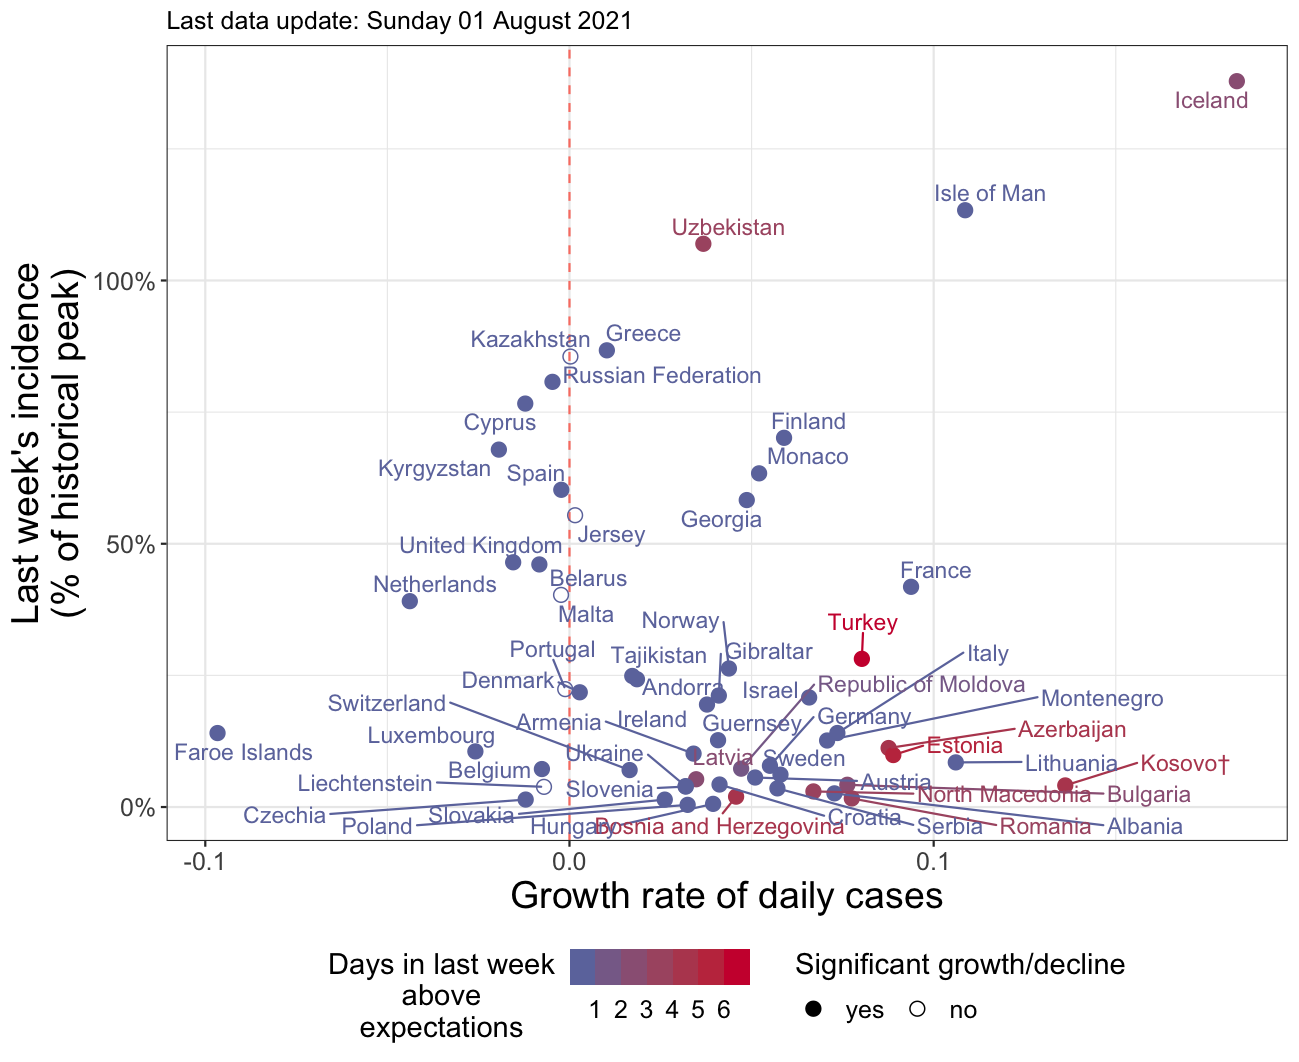 Last data update: Sunday 01 August 2021
Last week's incidence
(% of historical peak)
100%
50%
0%
Iceland
Isle of Man
Uzbekistan
Kazakhstan
Greece
Russian Federation
Cyprus
Finland
Kyrgyzstan
Spain
Monaco
Georgia
Jersey
United Kingdom
Belarus
France
Netherlands
Malta
Norway
Turkey
Portugal
Tajikistan
Gibraltar
Italy
Denmark
Andorra
Israel
Republic of Moldova
Switzerland
Montenegro
Armenia
Ireland
Guernsey
Germany
Luxembourg
Azerbaijan
Faroe Islands
Ukraine
Latvia
Sweden
Estonia
Belgium
Lithuania
Kosovo†
Liechtenstein
Slovenia
Austria
North Macedonia
Bulgaria
Czechia
Slovakia
Poland
Hungary
Bosnia and Herzegovina
Croatia
Serbia
Romania
Albania
-0.1
0.0
0.1
Growth rate of daily cases
Days in last week
above
expectations
1 2 3 4 5 6
Significant growth/decline
yes
no